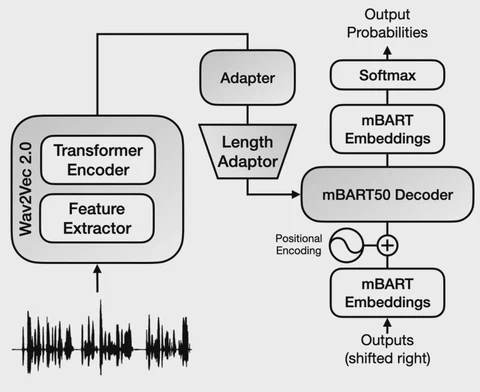 Wav2Vec 2.0
Transformer
Encoder
Feature
Extractor
Adapter
Length
Adaptor
Output
Probabilities
Softmax
mBART
Embeddings
mBART50 Decoder
Positional
Encoding
mBART
Embeddings
Outputs
(shifted right)